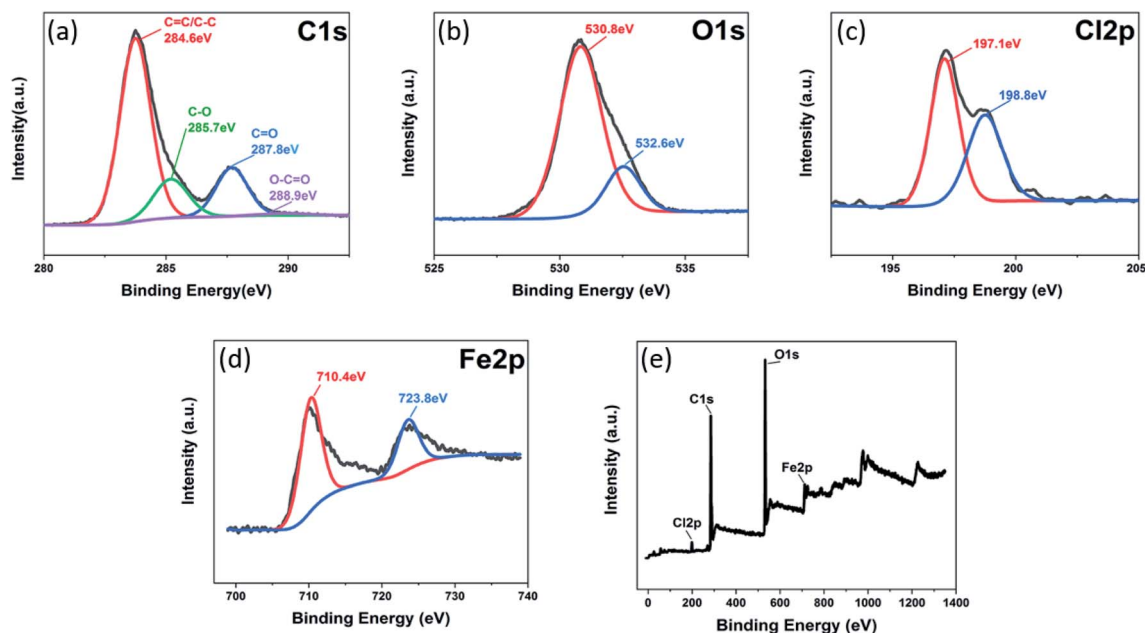 (a)
C1s
C=C/C-C
284.6eV
C-O
285.7eV
C=O
287.8eV
O-C=O
288.9eV
Intensity(a.u.)
280 285 290
Binding Energy(eV)
(b)
O1s
530.8eV
532.6eV
Intensity (a.u.)
525 530 535
Binding Energy (eV)
(c)
Cl2p
197.1eV
198.8eV
Intensity (a.u.)
195 200 205
Binding Energy (eV)
(d)
Fe2p
710.4eV
723.8eV
Intensity (a.u.)
700 710 720 730 740
Binding Energy (eV)
(e)
O1s
C1s
Fe2p
Cl2p
Intensity (a.u.)
0 200 400 600 800 1000 1200 1400
Binding Energy (eV)